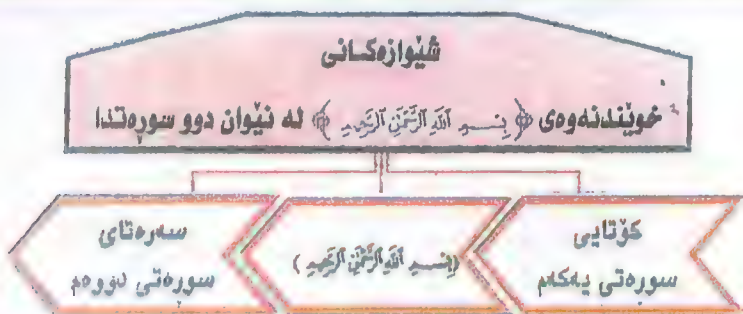 شێوازەکانی
خوێندنەوەی ﴿بِسْمِ اللَّهِ الرَّحْمَٰنِ الرَّحِيمِ﴾ لە نێوان دوو سورەتدا
کۆتایی
سورەتی یەکەم
﴿بِسْمِ اللَّهِ الرَّحْمَٰنِ الرَّحِيمِ﴾
سەرەتای
سورەتی دووەم